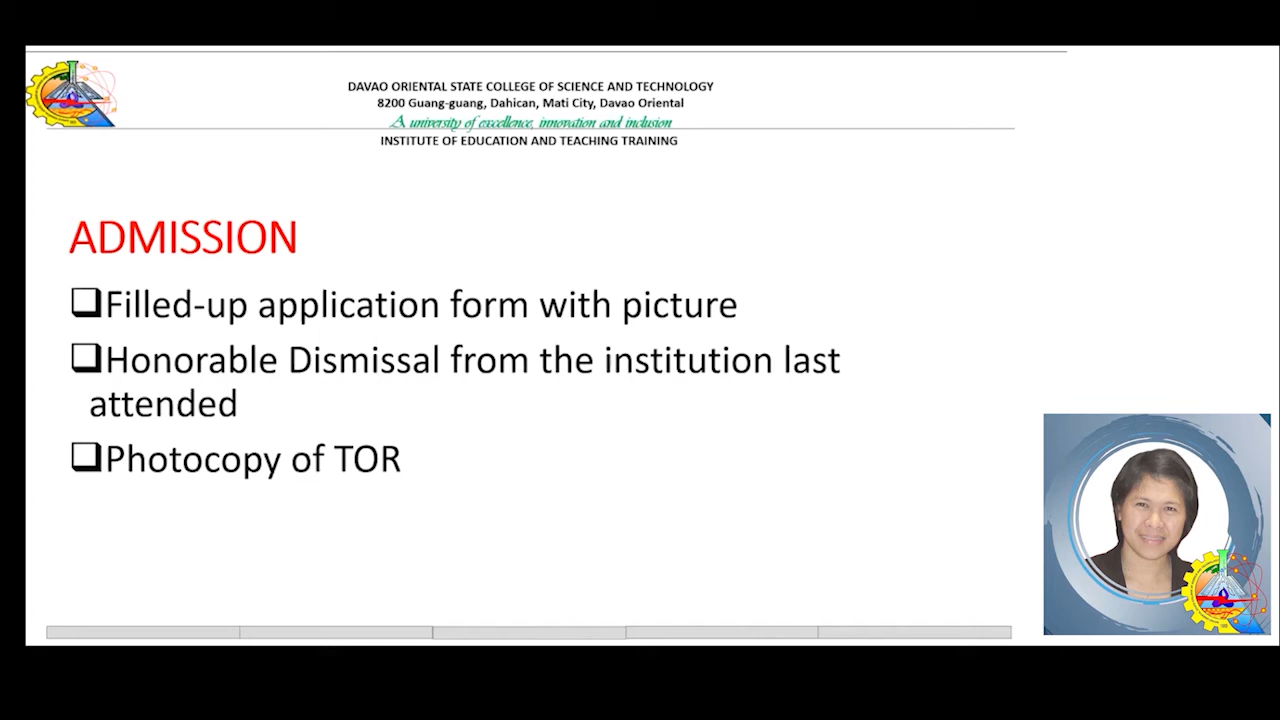 DAVAO ORIENTAL STATE COLLEGE OF SCIENCE AND TECHNOLOGY
8200 Guang-guang, Dahican, Mati City, Davao Oriental
A university of excellence, innovation and inclusion
INSTITUTE OF EDUCATION AND TEACHING TRAINING
ADMISSION
❑Filled-up application form with picture
❑Honorable Dismissal from the institution last
attended
❑Photocopy of TOR